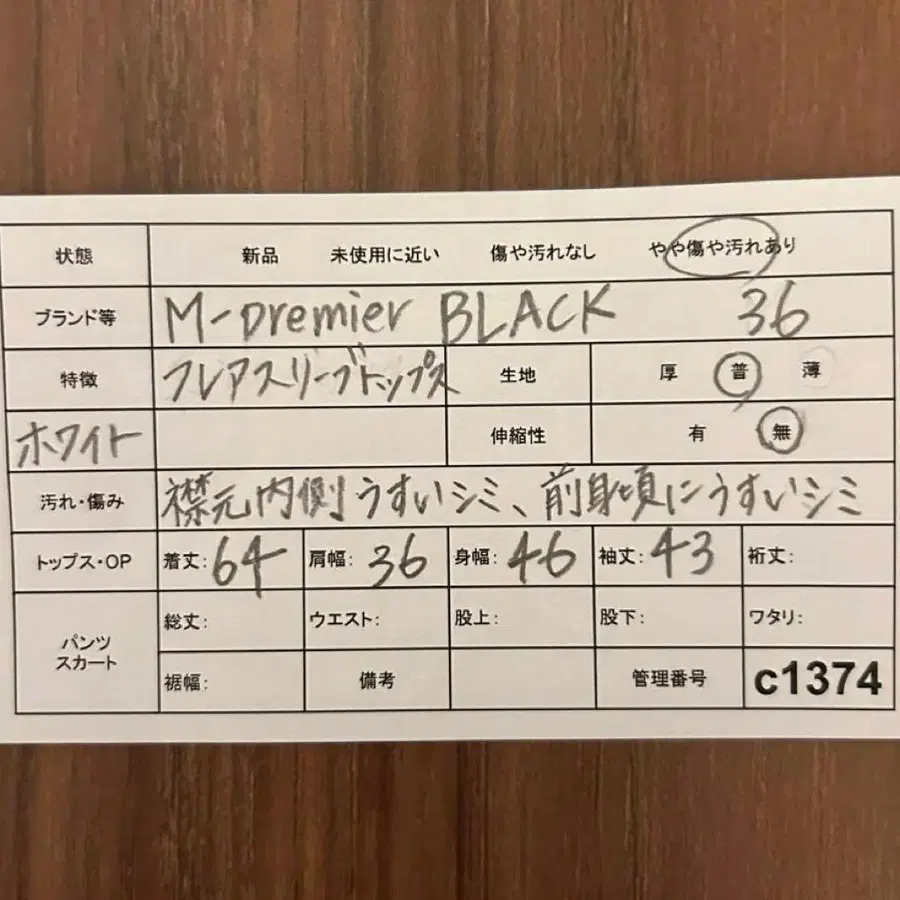 状態 新品 未使用に近い 傷や汚れなし やや傷や汚れあり
ブランド等 M-premier BLACK 36
特徴 フレアスリーブトップス 生地 厚 普 薄
ホワイト 伸縮性 有 無
汚れ・傷み 襟元内側うすいシミ、前身頃にうすいシミ
トップス・OP 着丈: 64 肩幅: 36 身幅: 46 袖丈: 43 裄丈:
パンツ スカート 総丈: ウエスト: 股上: 股下: ワタリ:
裾幅: 備考 管理番号 c1374